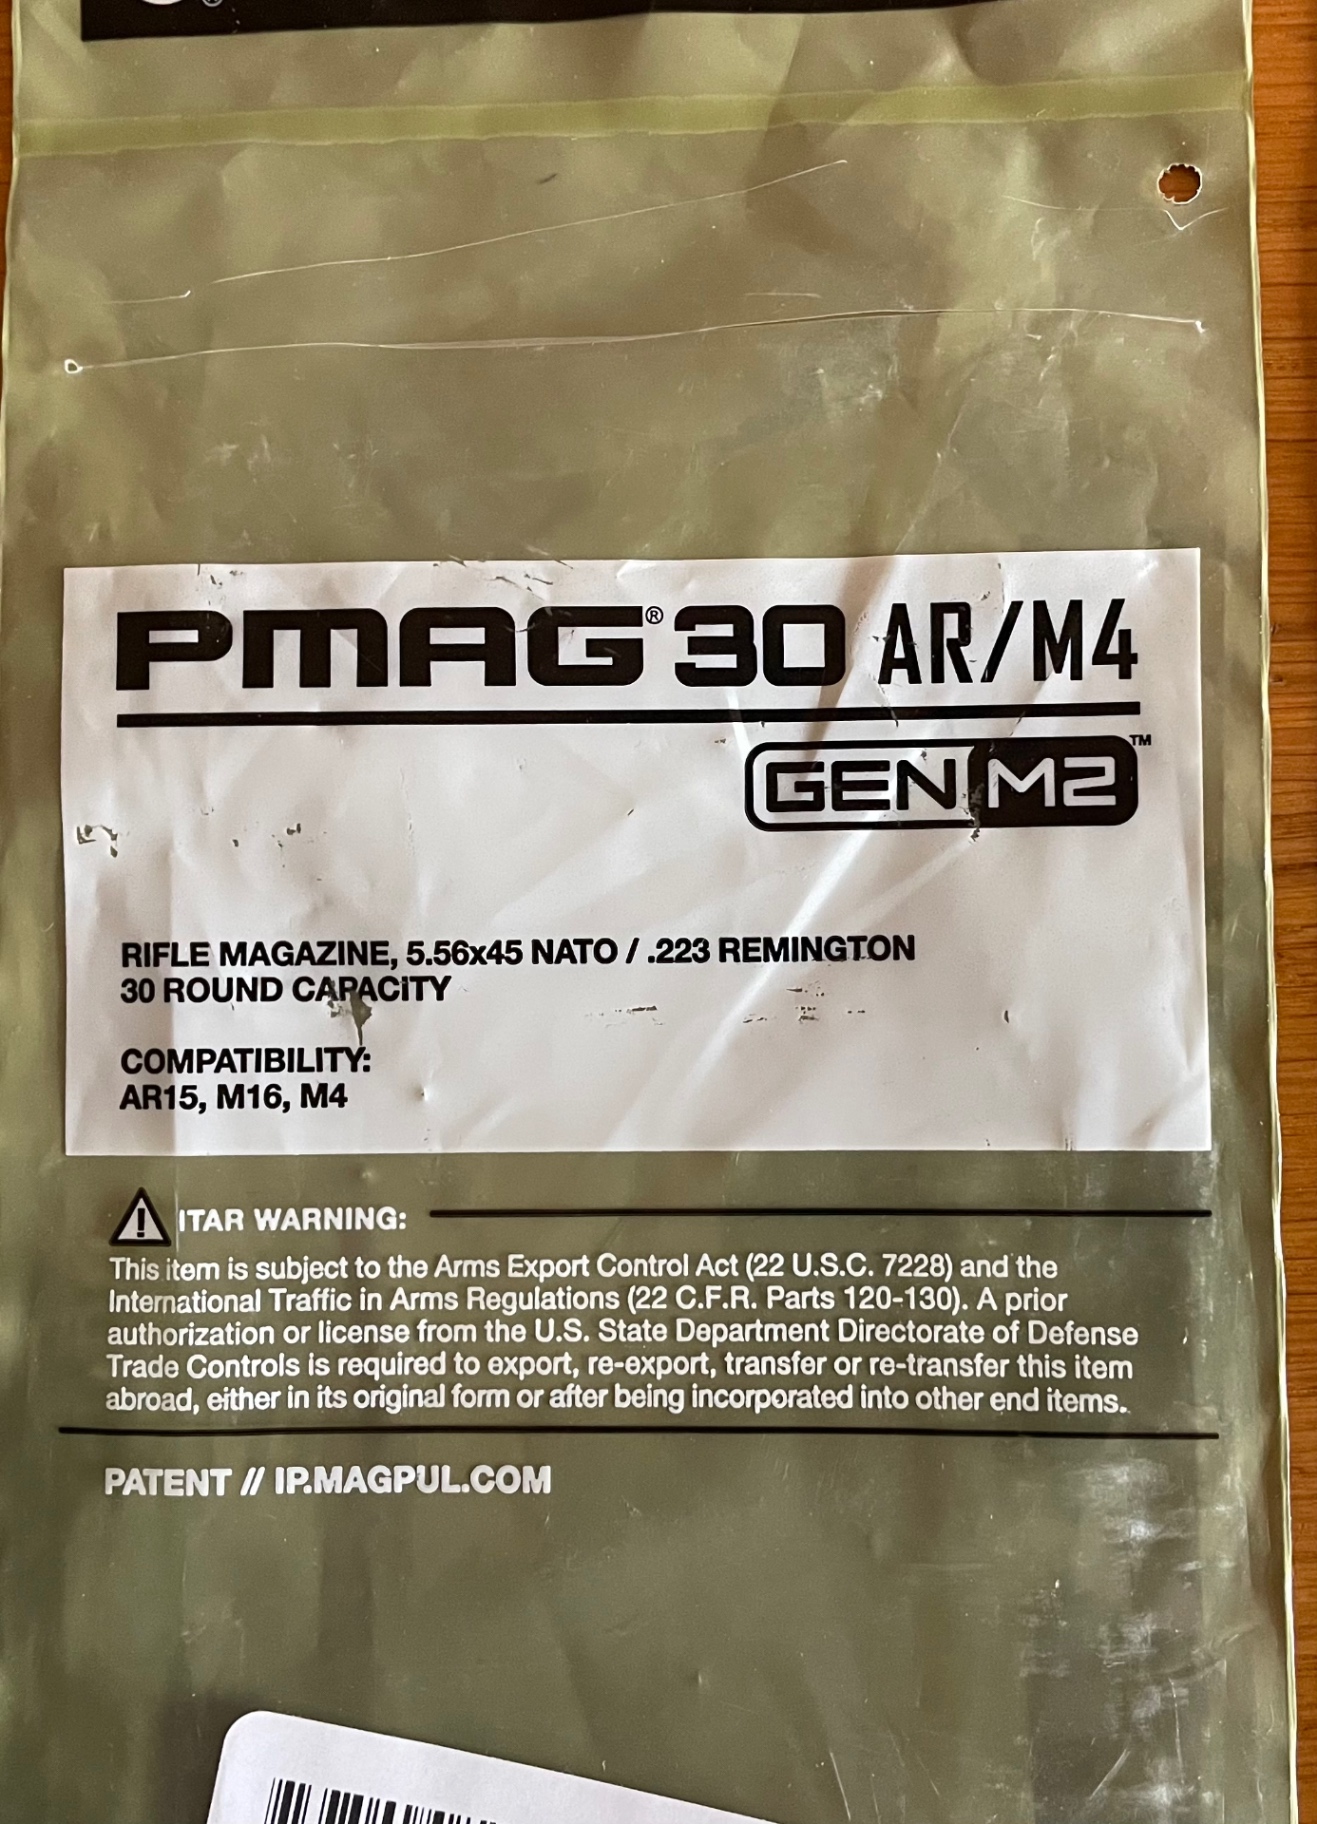 PMAG® 30 AR/M4
GEN M2™
RIFLE MAGAZINE, 5.56x45 NATO / .223 REMINGTON
30 ROUND CAPACITY
COMPATIBILITY:
AR15, M16, M4
ITAR WARNING:
This item is subject to the Arms Export Control Act (22 U.S.C. 7228) and the
International Traffic in Arms Regulations (22 C.F.R. Parts 120-130). A prior
authorization or license from the U.S. State Department Directorate of Defense
Trade Controls is required to export, re-export, transfer or re-transfer this item
abroad, either in its original form or after being incorporated into other end items.
PATENT // IP.MAGPUL.COM